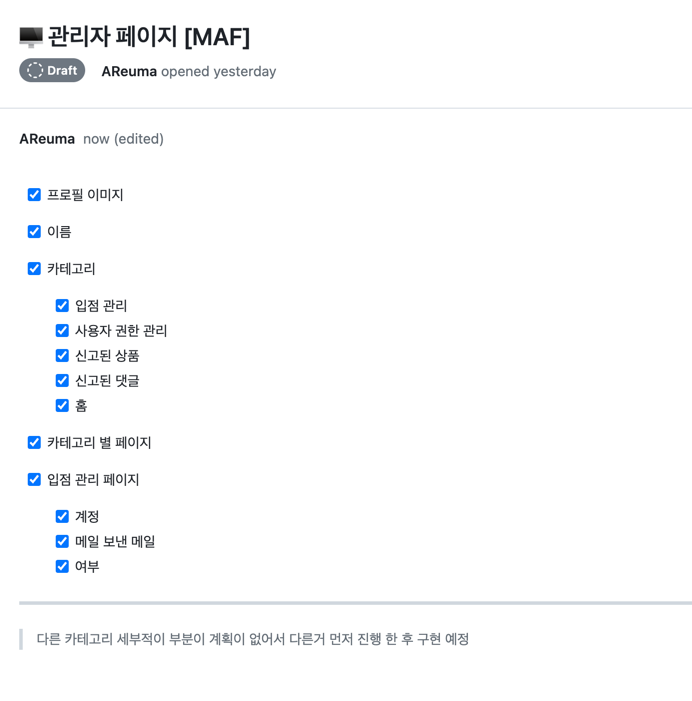 관리자 페이지 [MAF]
Draft AReuma opened yesterday
AReuma now (edited)
프로필 이미지
이름
카테고리
입점 관리
사용자 권한 관리
신고된 상품
신고된 댓글
홈
카테고리 별 페이지
입점 관리 페이지
계정
메일 보낸 메일
여부
다른 카테고리 세부적이 부분이 계획이 없어서 다른거 먼저 진행 한 후 구현 예정